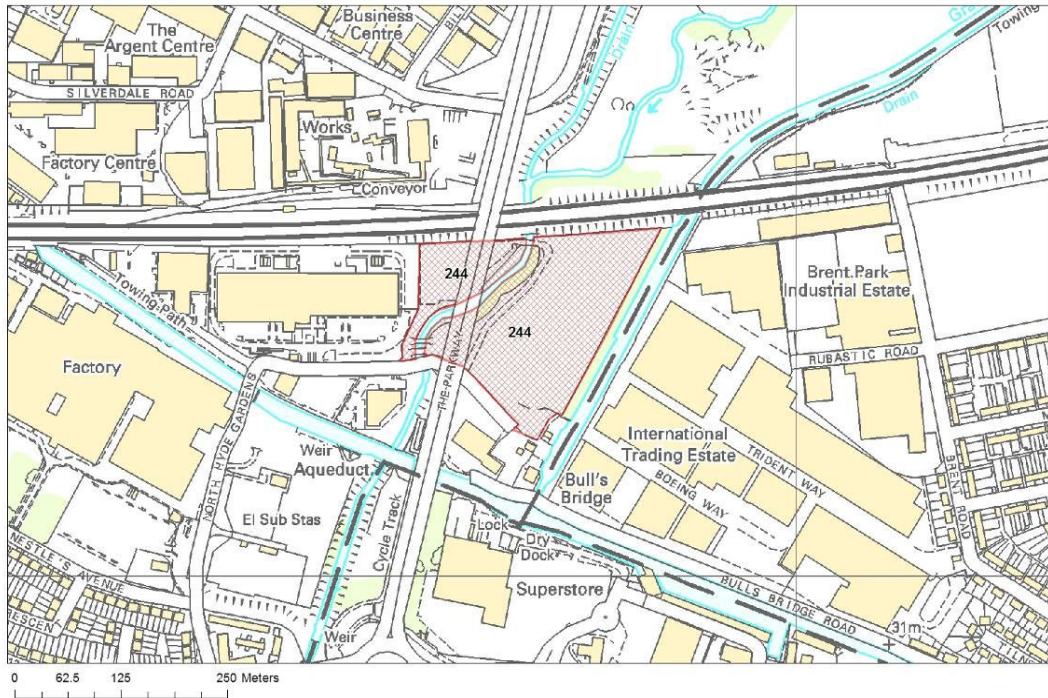 The
Argent Centre
Business
Centre
BIL
SILVERDALE ROAD
Works
Factory Centre
Conveyor
Drain
Gra
Towing
Drain
244
244
Towing Path
Factory
NORTH HYDE GARDENS
THE PARKWAY
Brent Park
Industrial Estate
RUBASTIC ROAD
International
Trading Estate
TRIDENT WAY
BOEING WAY
BRENT ROAD
Weir
Aqueduct
Bull's
Bridge
El Sub Stas
Cycle Track
Lock
Dry
Dock
Superstore
BULLS BRIDGE ROAD
NESTLE'S AVENUE
Weir
31m
0 62.5 125 250 Meters